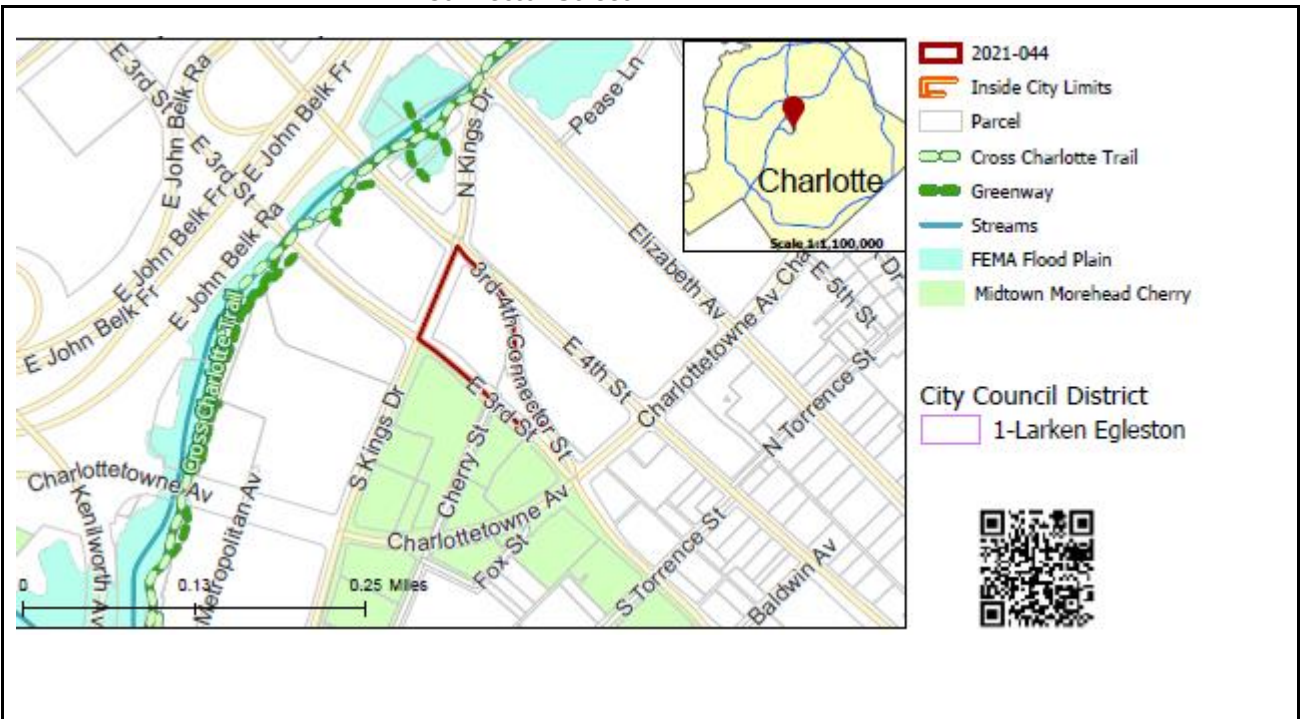 E 3rd St
E John Belk Ra
E John Belk Fr
E 3rd St
E John Belk Fr
E John Belk Fr
E John Belk Ra
E John Belk Fr
N Kings Dr
Pease Ln
Elizabeth Av
3rd-4th Connector St
E 4th St
E 3rd St
Charlottetowne Av
E 5th St
N Torrence St
S Kings Dr
Cherry St
Charlottetowne Av
Fox St
S Torrence St
Baldwin Av
Cross Charlotte Trail
Charlottetowne Av
Kenilworth Av
Metropolitan Av
0
0.13
0.25 Miles
Charlotte
Scale 1:1,100,000
2021-044
Inside City Limits
Parcel
Cross Charlotte Trail
Greenway
Streams
FEMA Flood Plain
Midtown Morehead Cherry
City Council District
1-Larken Egleston